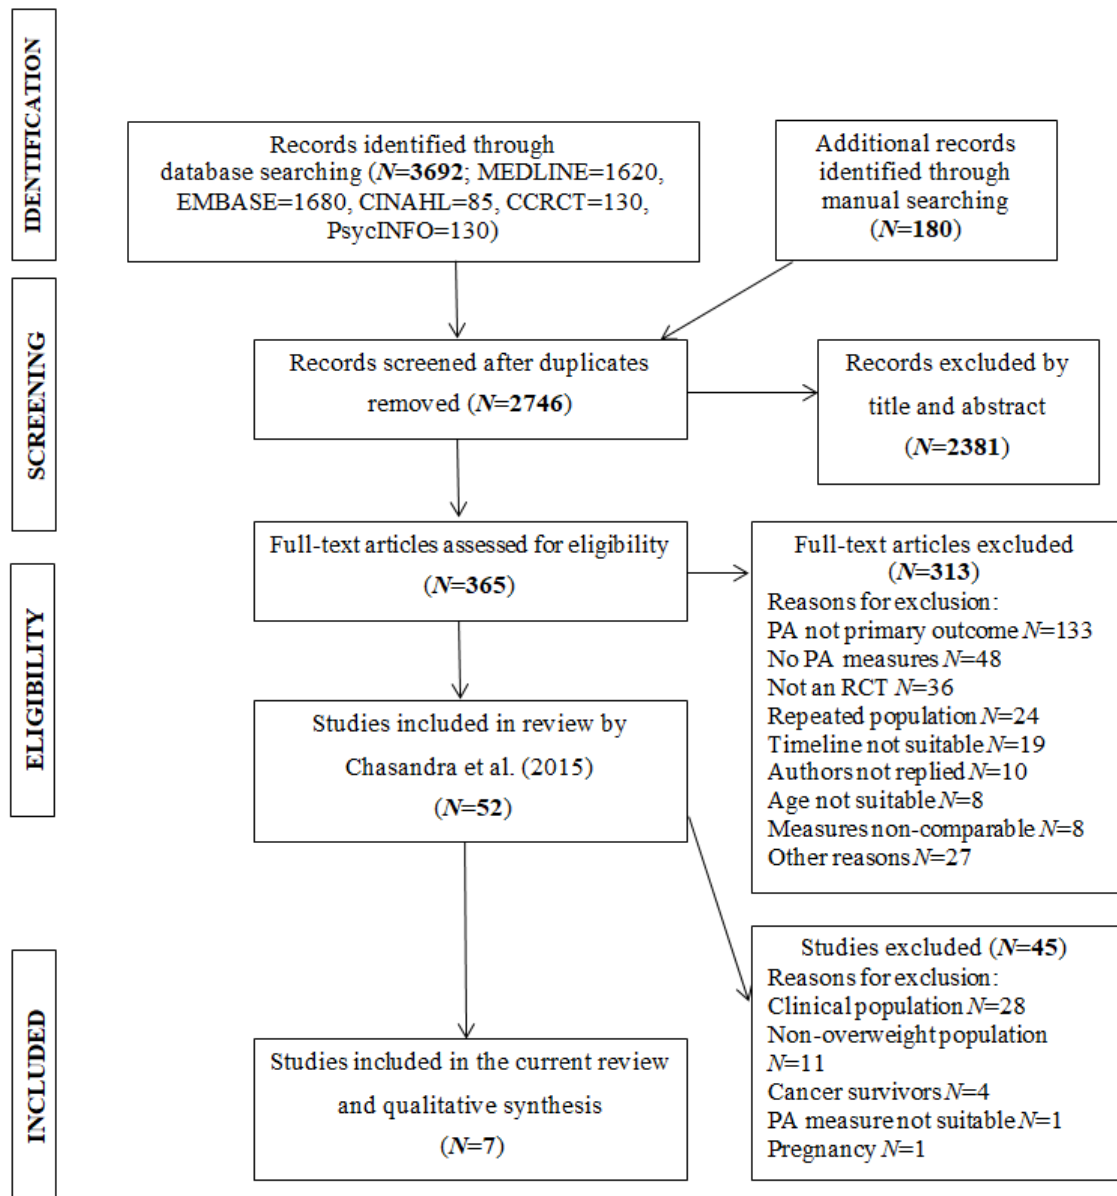 IDENTIFICATION
Records identified through
database searching (N=3692; MEDLINE=1620,
EMBASE=1680, CINAHL=85, CCRCT=130,
PsycINFO=130)
Additional records
identified through
manual searching
(N=180)
SCREENING
Records screened after duplicates
removed (N=2746)
Records excluded by
title and abstract
(N=2381)
ELIGIBILITY
Full-text articles assessed for eligibility
(N=365)
Full-text articles excluded
(N=313)
Reasons for exclusion:
PA not primary outcome N=133
No PA measures N=48
Not an RCT N=36
Repeated population N=24
Timeline not suitable N=19
Authors not replied N=10
Age not suitable N=8
Measures non-comparable N=8
Other reasons N=27
Studies included in review by
Chasandra et al. (2015)
(N=52)
Studies excluded (N=45)
Reasons for exclusion:
Clinical population N=28
Non-overweight population
N=11
Cancer survivors N=4
PA measure not suitable N=1
Pregnancy N=1
INCLUDED
Studies included in the current review
and qualitative synthesis
(N=7)